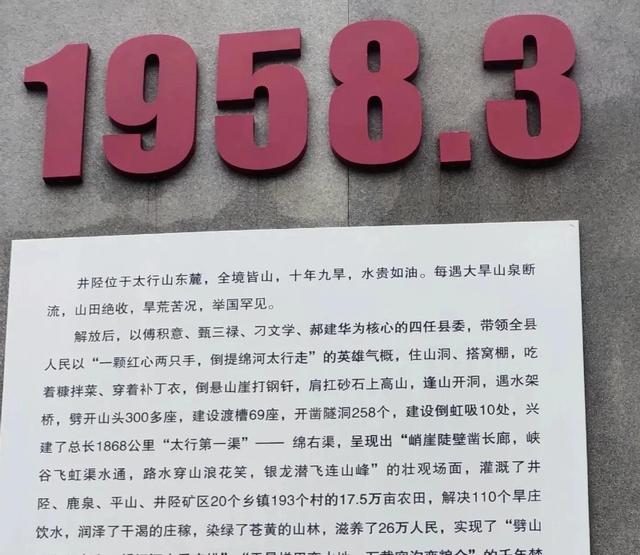 1958.3
井陉位于太行山东麓，全境皆山，十年九旱，水贵如油。每遇大旱山泉断
流，山田绝收，旱荒苦况，举国罕见。
解放后，以傅积意、甄三禄、刁文学、郝建华为核心的四任县委，带领全县
人民以“一颗红心两只手，倒提绵河太行走”的英雄气概，住山洞、搭窝棚，吃
着糠拌菜、穿着补丁衣，倒悬山崖打钢钎，肩扛砂石上高山，逢山开洞，遇水架
桥，劈开山头300多座，建设渡槽69座，开凿隧洞258个，建设倒虹吸10处，兴
建了总长1868公里“太行第一渠”—— 绵右渠，呈现出“峭崖陡壁凿长廊，峡
谷飞虹渠水通，路水穿山浪花笑，银龙潜飞连山峰”的壮观场面，灌溉了井
陉、鹿泉、平山、井陉矿区20个乡镇193个村的17.5万亩农田，解决110个旱庄
饮水，润泽了干渴的庄稼，染绿了苍黄的山林，滋养了26万人民，实现了“劈山